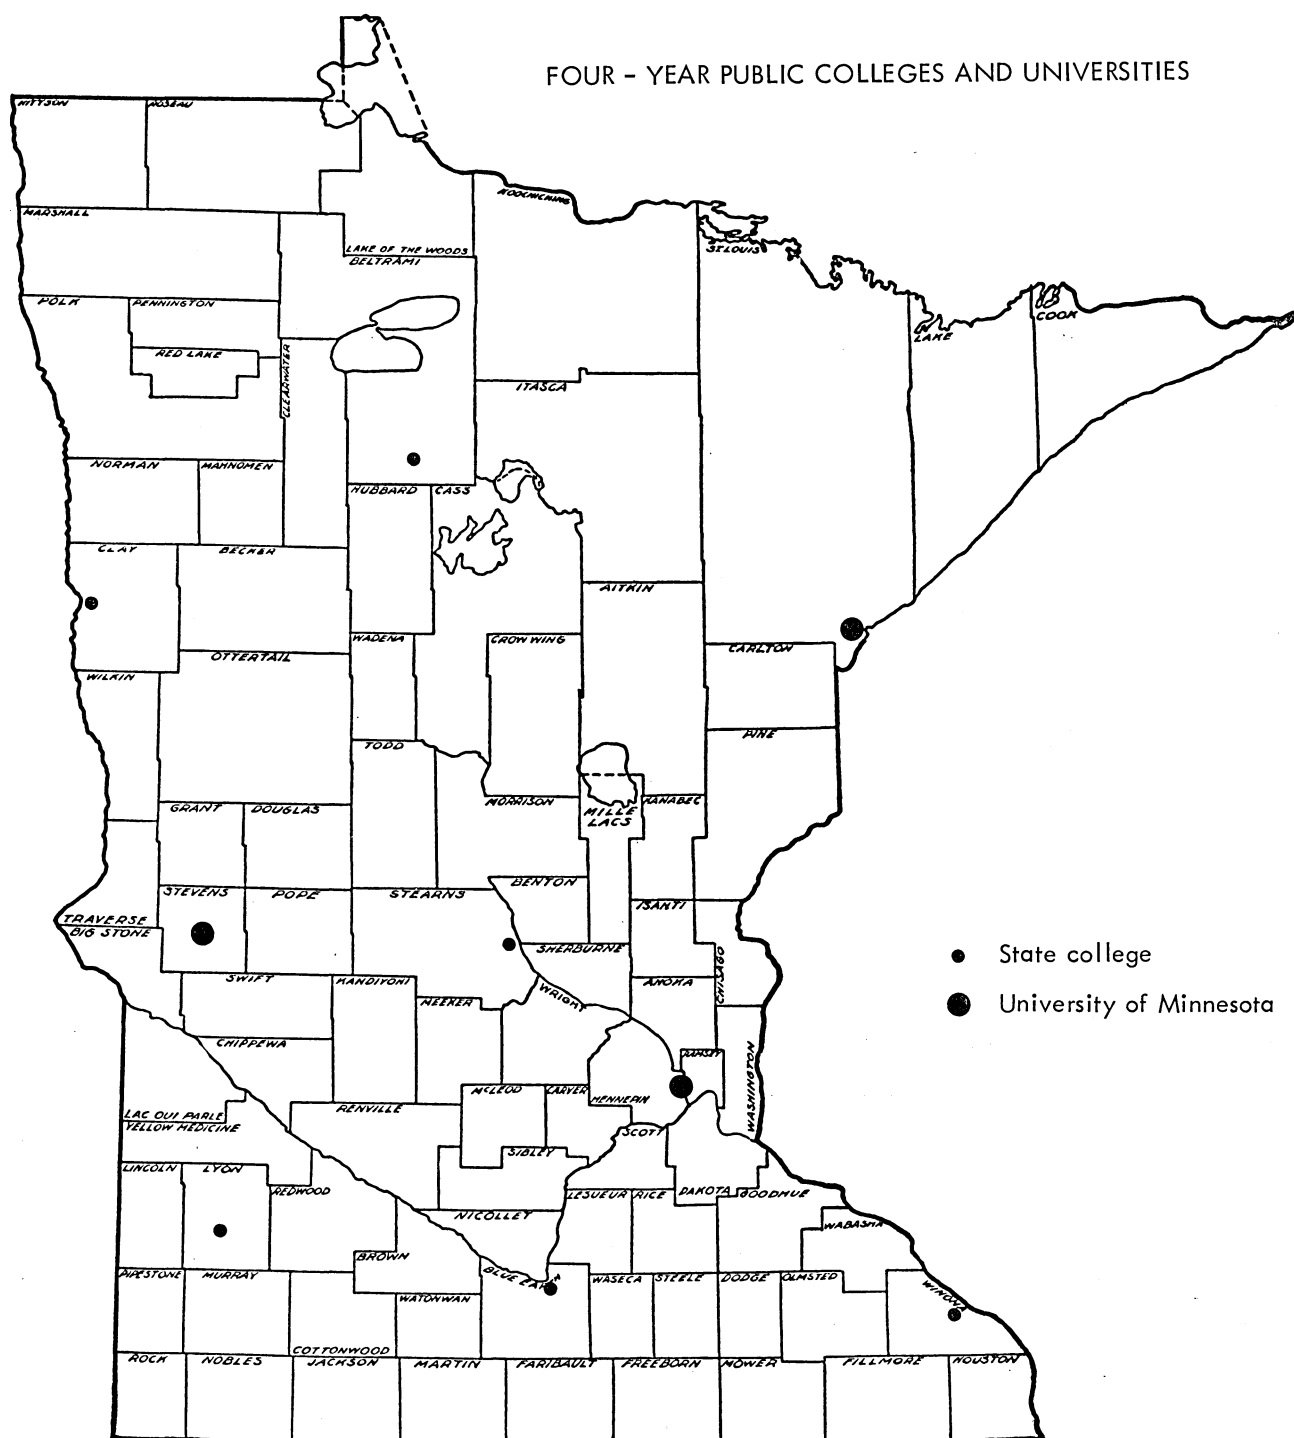 FOUR - YEAR PUBLIC COLLEGES AND UNIVERSITIES
KITTSON
ROSEAU
KOOCHICHING
MARSHALL
LAKE OF THE WOODS
ST. LOUIS
BELTRAMI
POLK
PENNINGTON
COOK
LAKE
RED LAKE
CLEARWATER
ITASCA
NORMAN
MAHNOMEN
HUBBARD
CASS
CLAY
BECKER
AITKIN
WADENA
CROW WING
CARLTON
OTTERTAIL
WILKIN
PINE
TODD
GRANT
DOUGLAS
MORRISON
MILLE
LACS
KANABEC
STEVENS
POPE
STEARNS
BENTON
ISANTI
TRAVERSE
BIG STONE
SHERBURNE
State college
SWIFT
KANDIYOHI
MEEKER
WRIGHT
ANOKA
CHISAGO
University of Minnesota
CHIPPEWA
RAMSEY
WASHINGTON
LAC QUI PARLE
YELLOW MEDICINE
RENVILLE
McLEOD
CARVER
HENNEPIN
SCOTT
LINCOLN
LYON
SIBLEY
REDWOOD
LESUEUR
RICE
DAKOTA
GOODHUE
NICOLLET
WABASHA
BROWN
PIPESTONE
MURRAY
BLUE EARTH
WASECA
STEELE
DODGE
OLMSTED
WINONA
WATONWAN
COTTONWOOD
ROCK
NOBLES
JACKSON
MARTIN
FARIBAULT
FREEBORN
MOWER
FILLMORE
HOUSTON